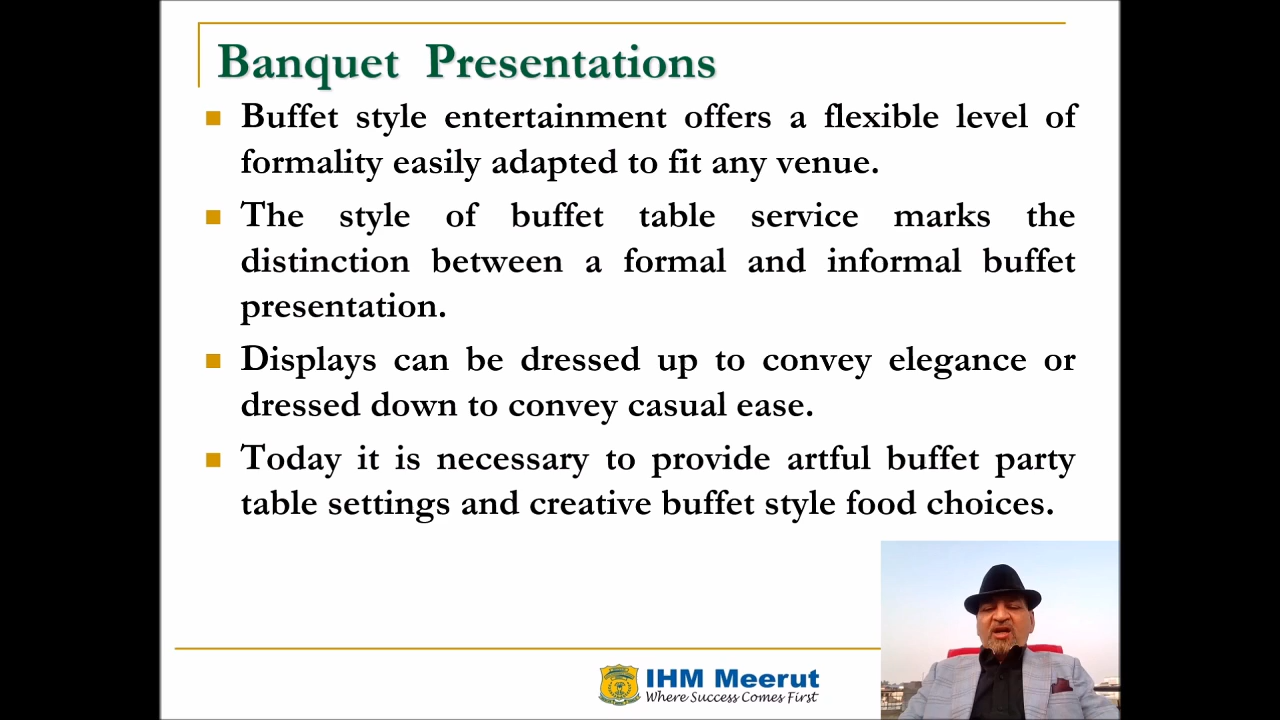 Banquet Presentations
Buffet style entertainment offers a flexible level of
formality easily adapted to fit any venue.
The style of buffet table service marks the
distinction between a formal and informal buffet
presentation.
Displays can be dressed up to convey elegance or
dressed down to convey casual ease.
Today it is necessary to provide artful buffet party
table settings and creative buffet style food choices.
IHM Meerut
Where Success Comes First